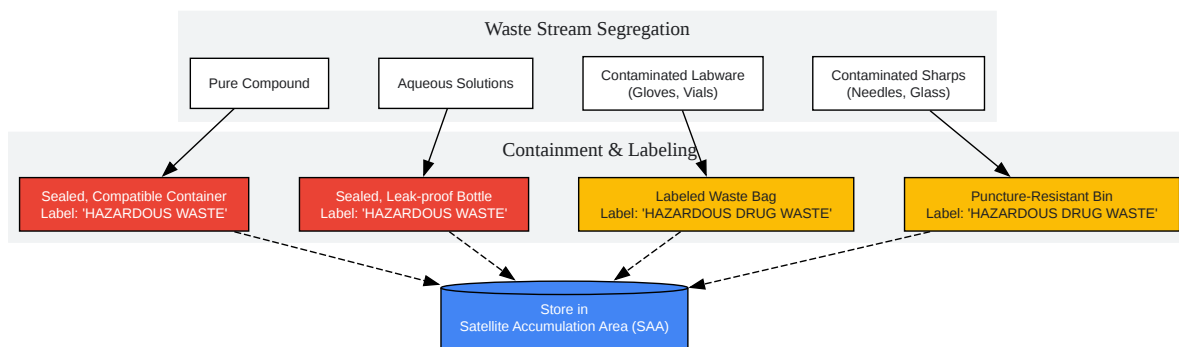 Waste Stream Segregation
Pure Compound
Aqueous Solutions
Contaminated Labware
(Gloves, Vials)
Contaminated Sharps
(Needles, Glass)
Containment & Labeling
Sealed, Compatible Container
Label: 'HAZARDOUS WASTE'
Sealed, Leak-proof Bottle
Label: 'HAZARDOUS WASTE'
Labeled Waste Bag
Label: 'HAZARDOUS DRUG WASTE'
Puncture-Resistant Bin
Label: 'HAZARDOUS DRUG WASTE'
Store in
Satellite Accumulation Area (SAA)